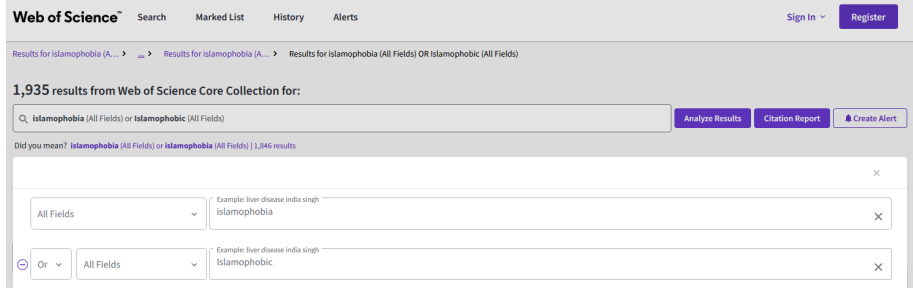 Web of Science™ Search Marked List History Alerts Sign In Register
Results for islamophobia (A... > ... > Results for islamophobia (A... > Results for islamophobia (All Fields) OR Islamophobic (All Fields)
1,935 results from Web of Science Core Collection for:
islamophobia (All Fields) or Islamophobic (All Fields) Analyze Results Citation Report Create Alert
Did you mean? islamophobia (All Fields) or islamophobia (All Fields) | 1,846 results
Example: liver disease india singh
All Fields islamophobia
Example: liver disease india singh
Or All Fields Islamophobic